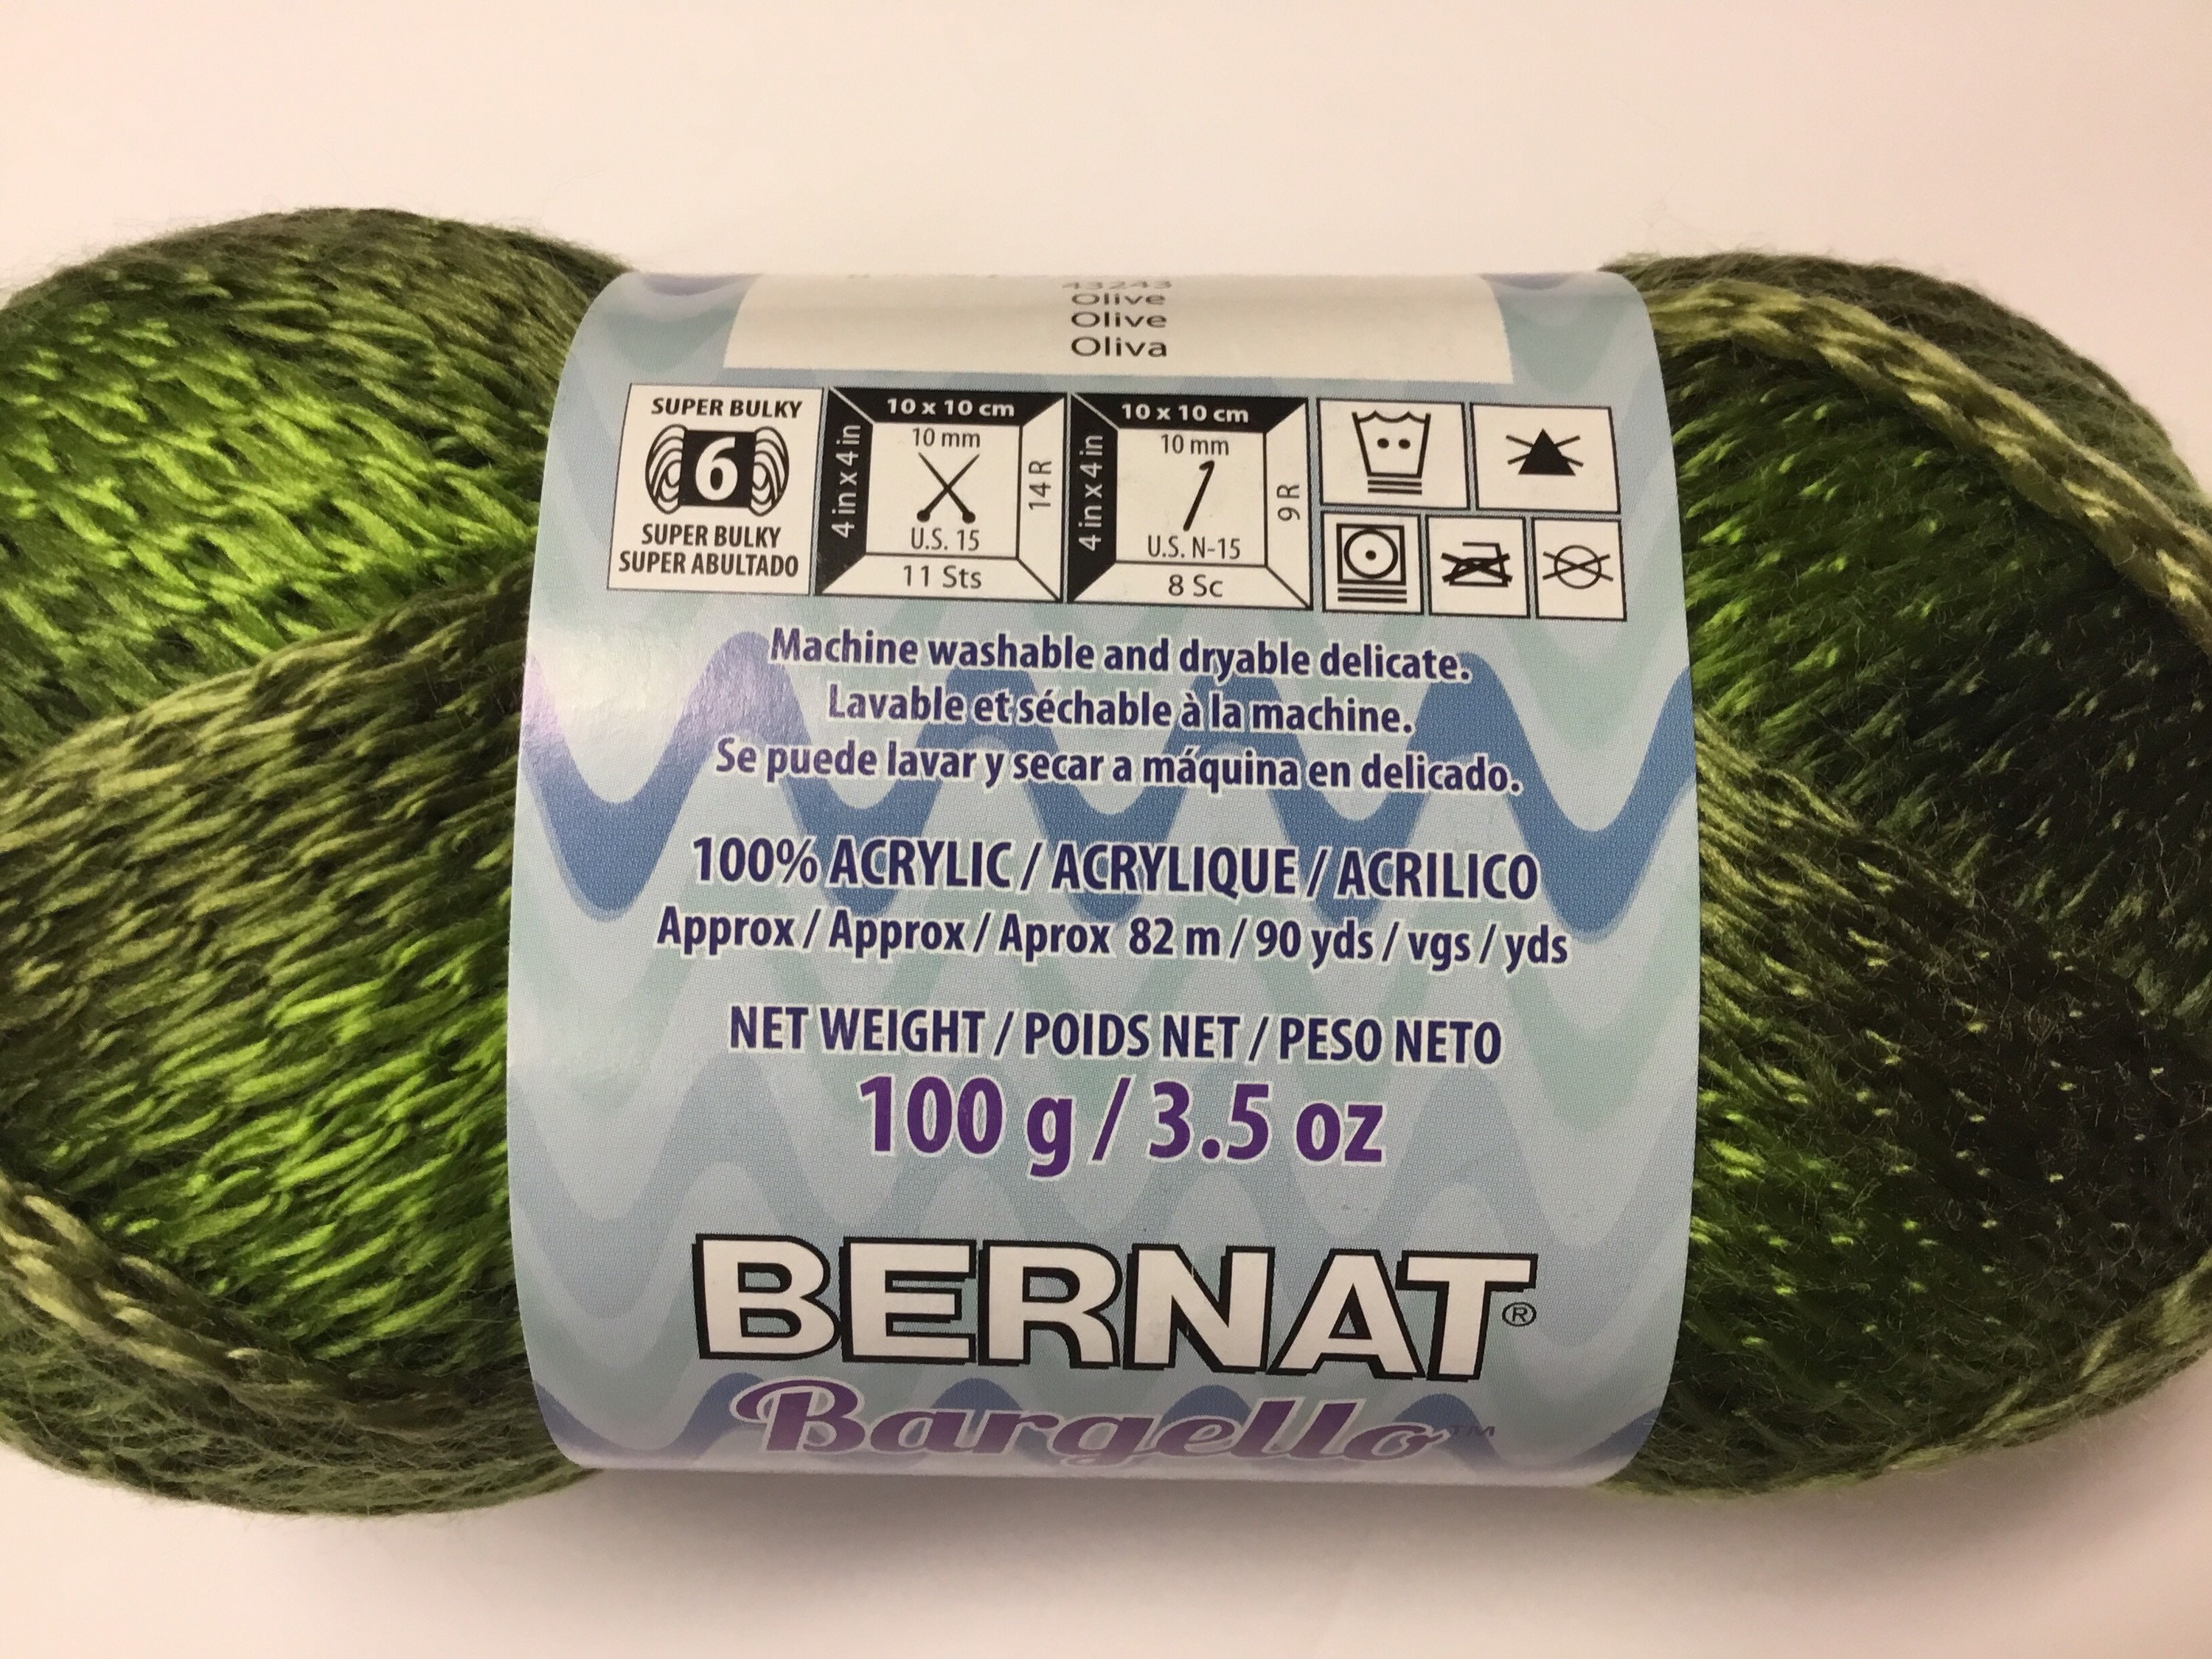 43243
Olive
Olive
Oliva
SUPER BULKY
6
SUPER BULKY
SUPER ABULTADO
10 x 10 cm
4 in x 4 in
10 mm
U.S. 15
14 R
11 Sts
10 x 10 cm
4 in x 4 in
10 mm
U.S. N-15
9 R
8 Sc
Machine washable and dryable delicate.
Lavable et séchable à la machine.
Se puede lavar y secar a máquina en delicado.
100% ACRYLIC / ACRYLIQUE / ACRILICO
Approx / Approx / Aprox 82 m / 90 yds / vgs / yds
NET WEIGHT / POIDS NET / PESO NETO
100 g / 3.5 oz
BERNAT®
Bargello™